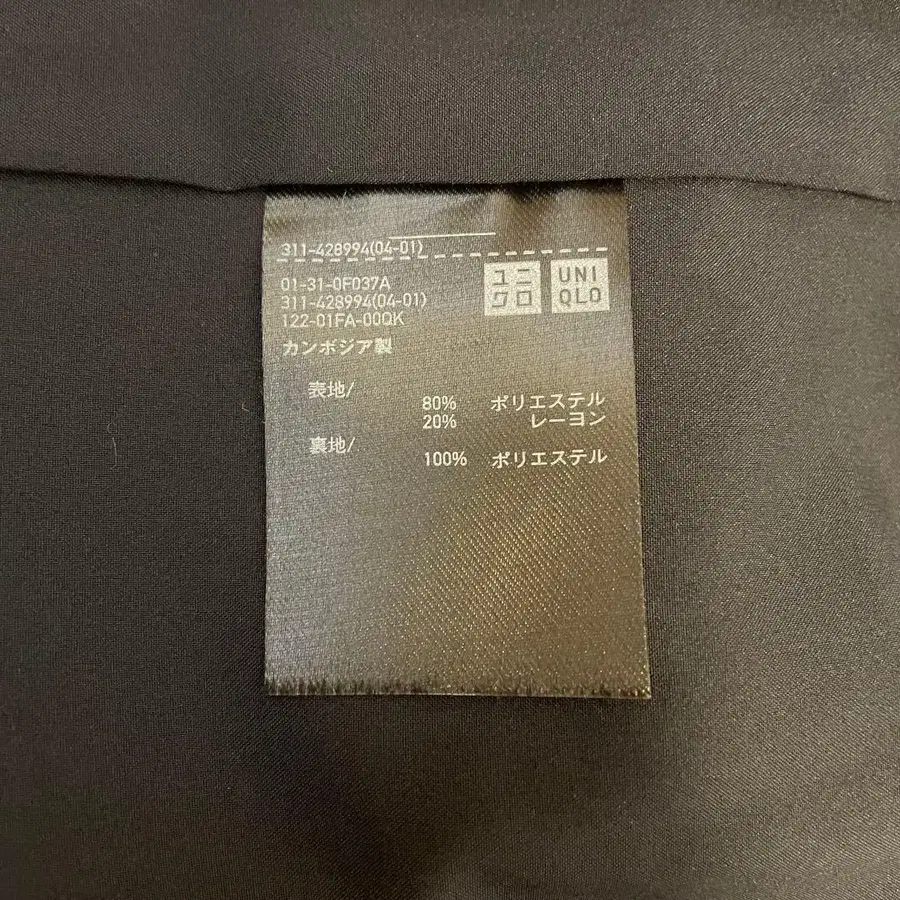 311-428994(04-01)
01-31-0F037A
311-428994(04-01)
122-01FA-00QK
ユニ
クロ
UNI
QLO
カンボジア製
表地/
80% ポリエステル
20% レーヨン
裏地/
100% ポリエステル